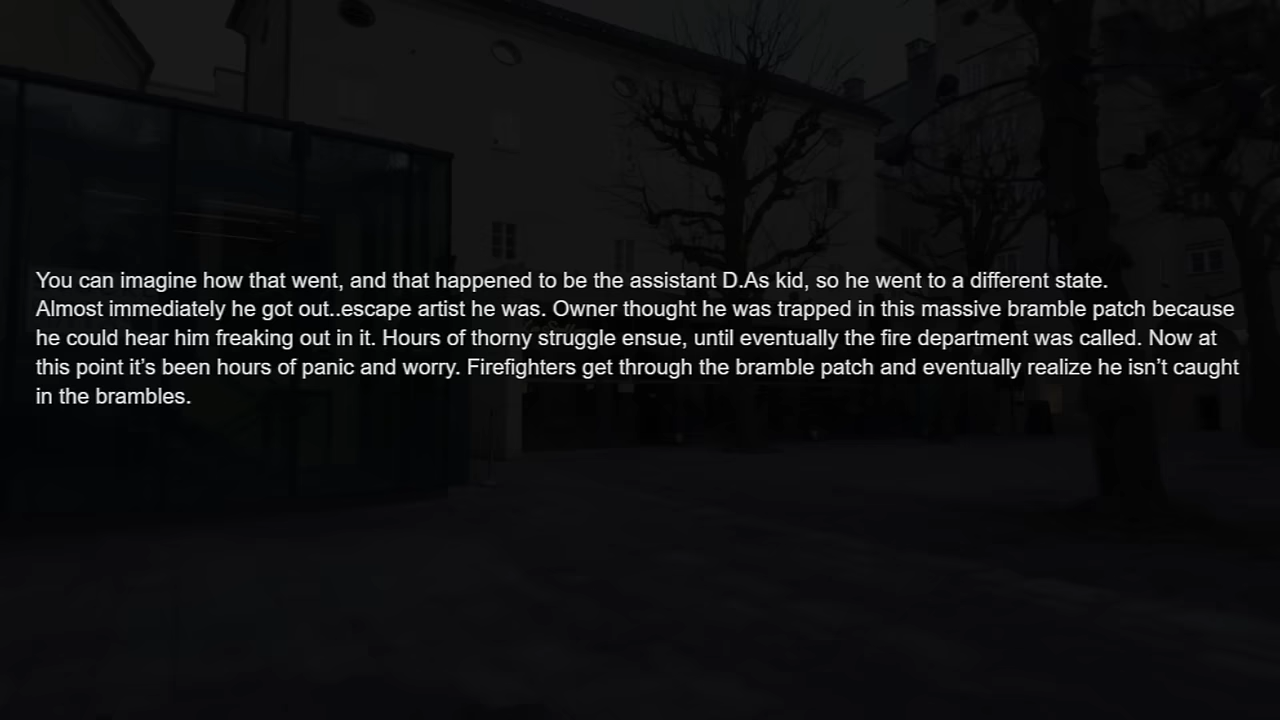 You can imagine how that went, and that happened to be the assistant D.As kid, so he went to a different state.
Almost immediately he got out..escape artist he was. Owner thought he was trapped in this massive bramble patch because
he could hear him freaking out in it. Hours of thorny struggle ensue, until eventually the fire department was called. Now at
this point it’s been hours of panic and worry. Firefighters get through the bramble patch and eventually realize he isn’t caught
in the brambles.